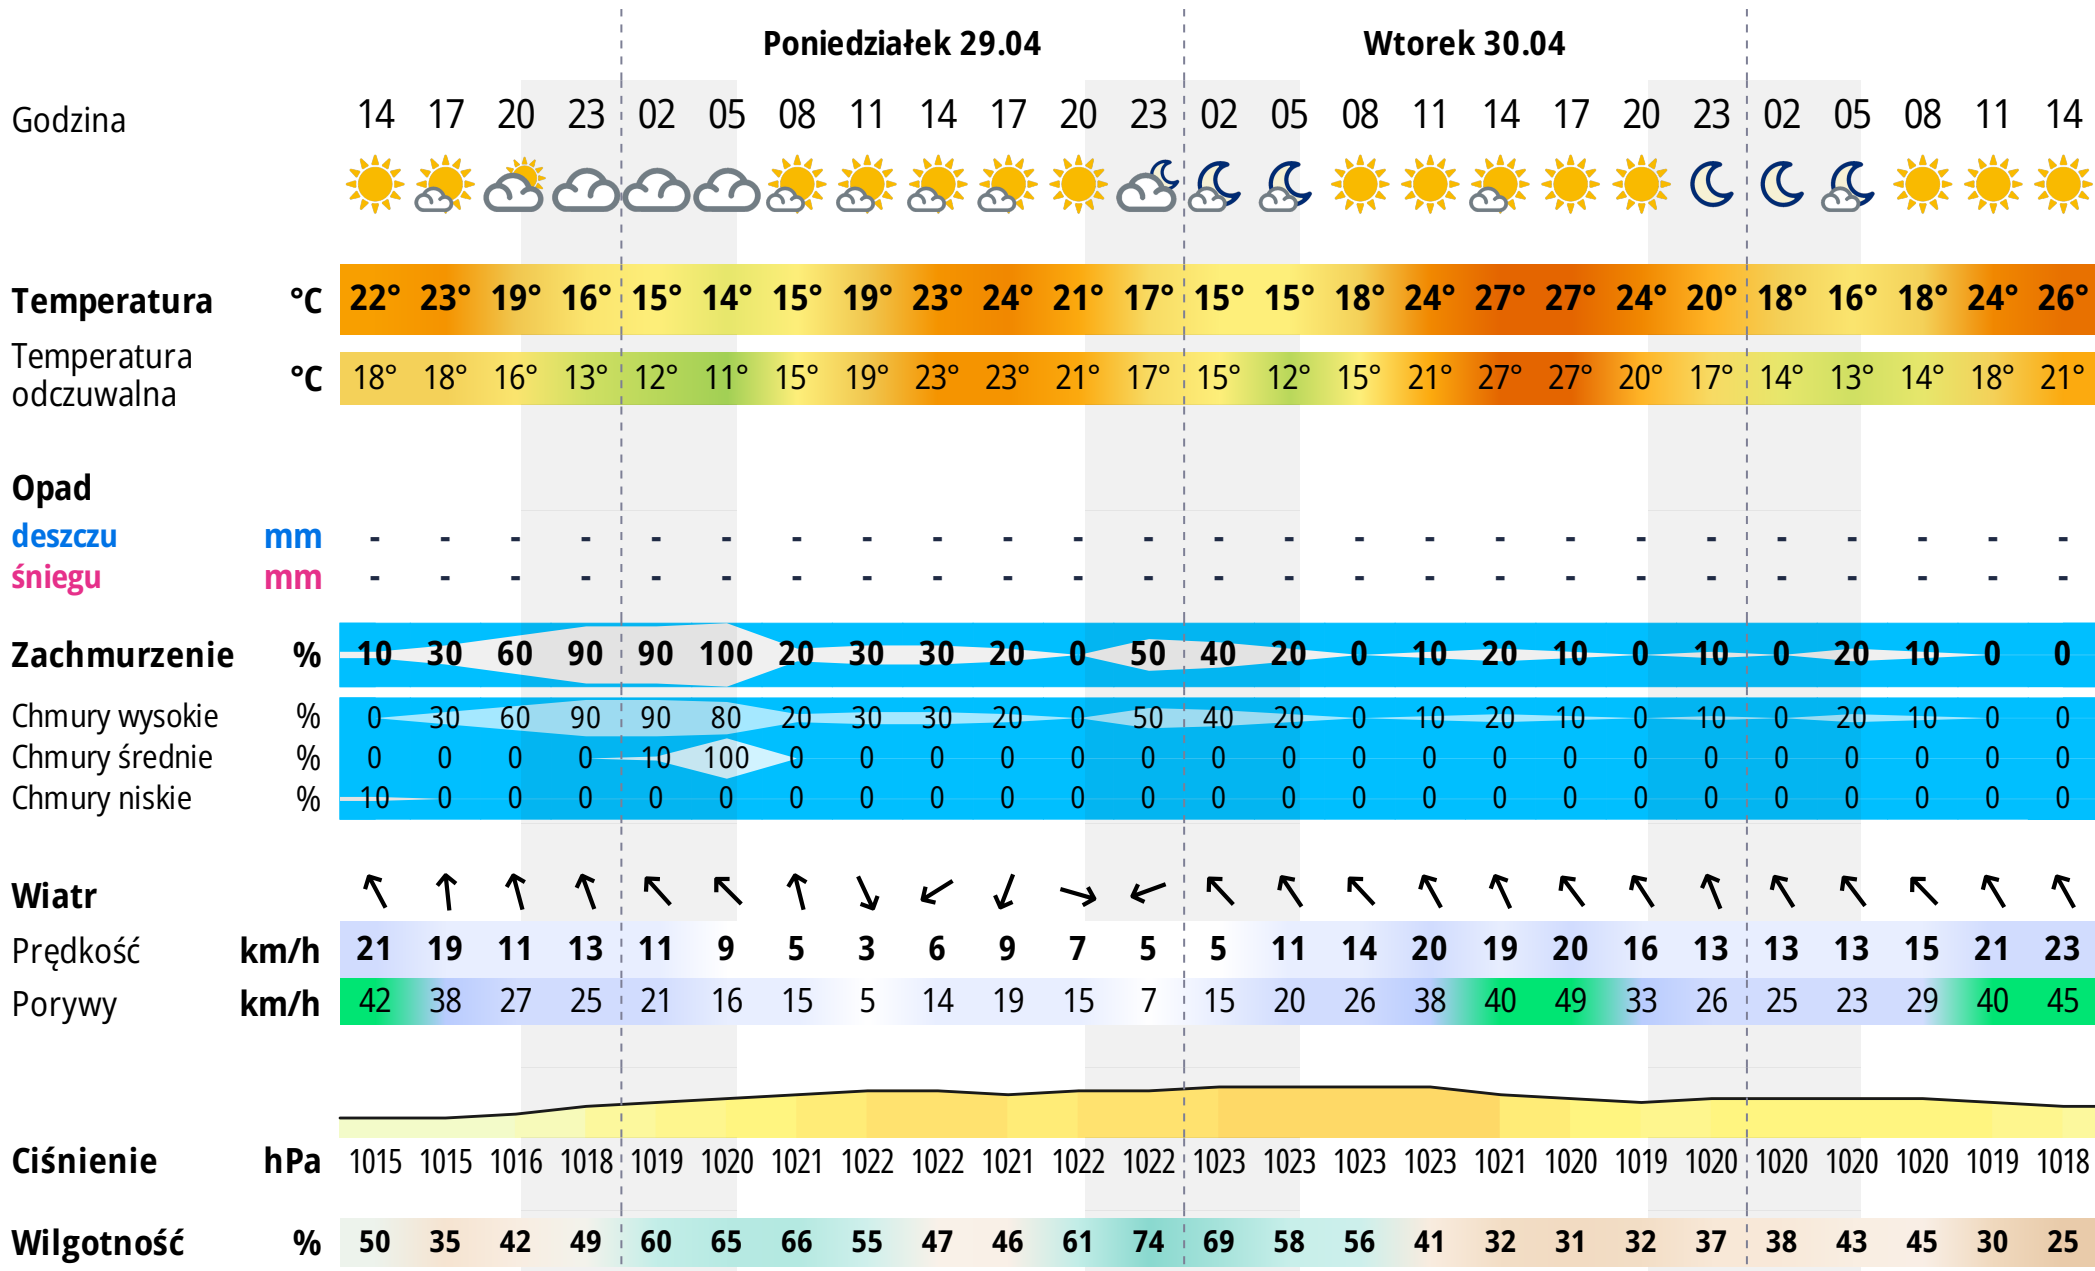 Poniedziałek 29.04 Wtorek 30.04
Godzina 14 17 20 23 02 05 08 11 14 17 20 23 02 05 08 11 14 17 20 23 02 05 08 11 14
Temperatura °C 22° 23° 19° 16° 15° 14° 15° 19° 23° 24° 21° 17° 15° 15° 18° 24° 27° 27° 24° 20° 18° 16° 18° 24° 26°
Temperatura
odczuwalna °C 18° 18° 16° 13° 12° 11° 15° 19° 23° 23° 21° 17° 15° 12° 15° 21° 27° 27° 20° 17° 14° 13° 14° 18° 21°
Opad
deszczu mm - - - - - - - - - - - - - - - - - - - - - - - - -
śniegu mm - - - - - - - - - - - - - - - - - - - - - - - - -
Zachmurzenie % 10 30 60 90 90 100 20 30 30 20 0 50 40 20 0 10 20 10 0 10 0 20 10 0 0
Chmury wysokie % 0 30 60 90 90 80 20 30 30 20 0 50 40 20 0 10 20 10 0 10 0 20 10 0 0
Chmury średnie % 0 0 0 0 10 100 0 0 0 0 0 0 0 0 0 0 0 0 0 0 0 0 0 0 0
Chmury niskie % 10 0 0 0 0 0 0 0 0 0 0 0 0 0 0 0 0 0 0 0 0 0 0 0 0
Wiatr
Prędkość km/h 21 19 11 13 11 9 5 3 6 9 7 5 5 11 14 20 19 20 16 13 13 13 15 21 23
Porywy km/h 42 38 27 25 21 16 15 5 14 19 15 7 15 20 26 38 40 49 33 26 25 23 29 40 45
Ciśnienie hPa 1015 1015 1016 1018 1019 1020 1021 1022 1022 1021 1022 1022 1023 1023 1023 1023 1021 1020 1019 1020 1020 1020 1020 1019 1018
Wilgotność % 50 35 42 49 60 65 66 55 47 46 61 74 69 58 56 41 32 31 32 37 38 43 45 30 25